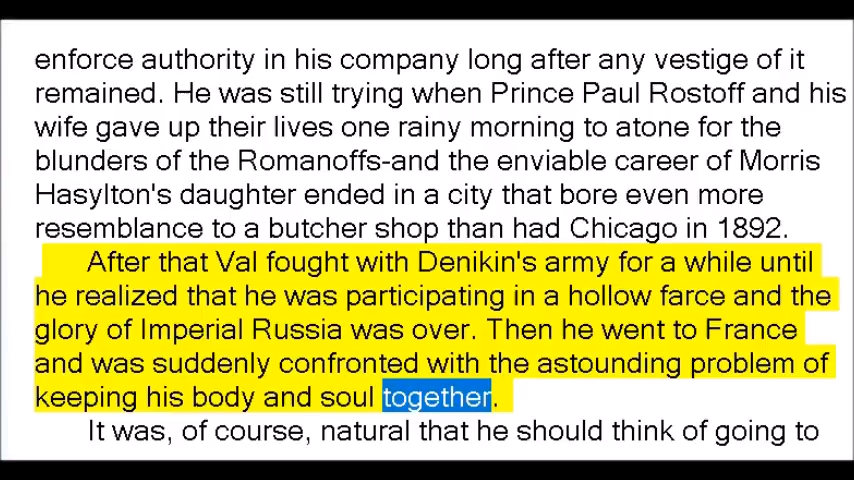 enforce authority in his company long after any vestige of it
remained. He was still trying when Prince Paul Rostoff and his
wife gave up their lives one rainy morning to atone for the
blunders of the Romanoffs-and the enviable career of Morris
Hasylton's daughter ended in a city that bore even more
resemblance to a butcher shop than had Chicago in 1892.
After that Val fought with Denikin's army for a while until
he realized that he was participating in a hollow farce and the
glory of Imperial Russia was over. Then he went to France
and was suddenly confronted with the astounding problem of
keeping his body and soul together.
It was, of course, natural that he should think of going to